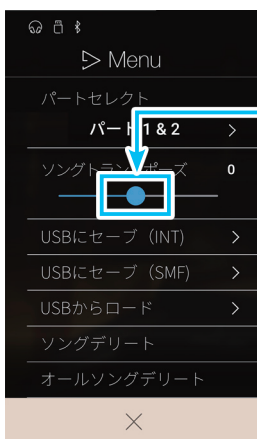 Menu
パートセレクト
パート1 & 2 >
ソングトランスポーズ 0
USBにセーブ（INT） >
USBにセーブ（SMF） >
USBからロード >
ソングデリート
オールソングデリート